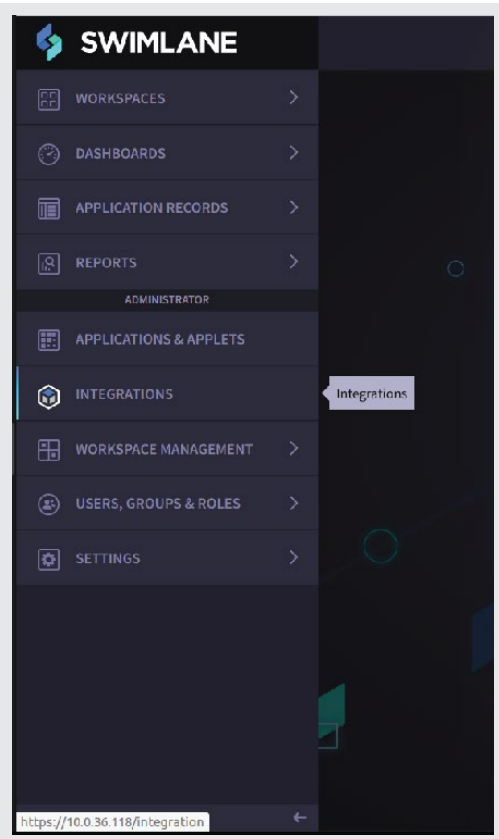 SWIMLANE
WORKSPACES
DASHBOARDS
APPLICATION RECORDS
REPORTS
ADMINISTRATOR
APPLICATIONS & APPLETS
INTEGRATIONS
Integrations
WORKSPACE MANAGEMENT
USERS, GROUPS & ROLES
SETTINGS
https://10.0.36.118/integration